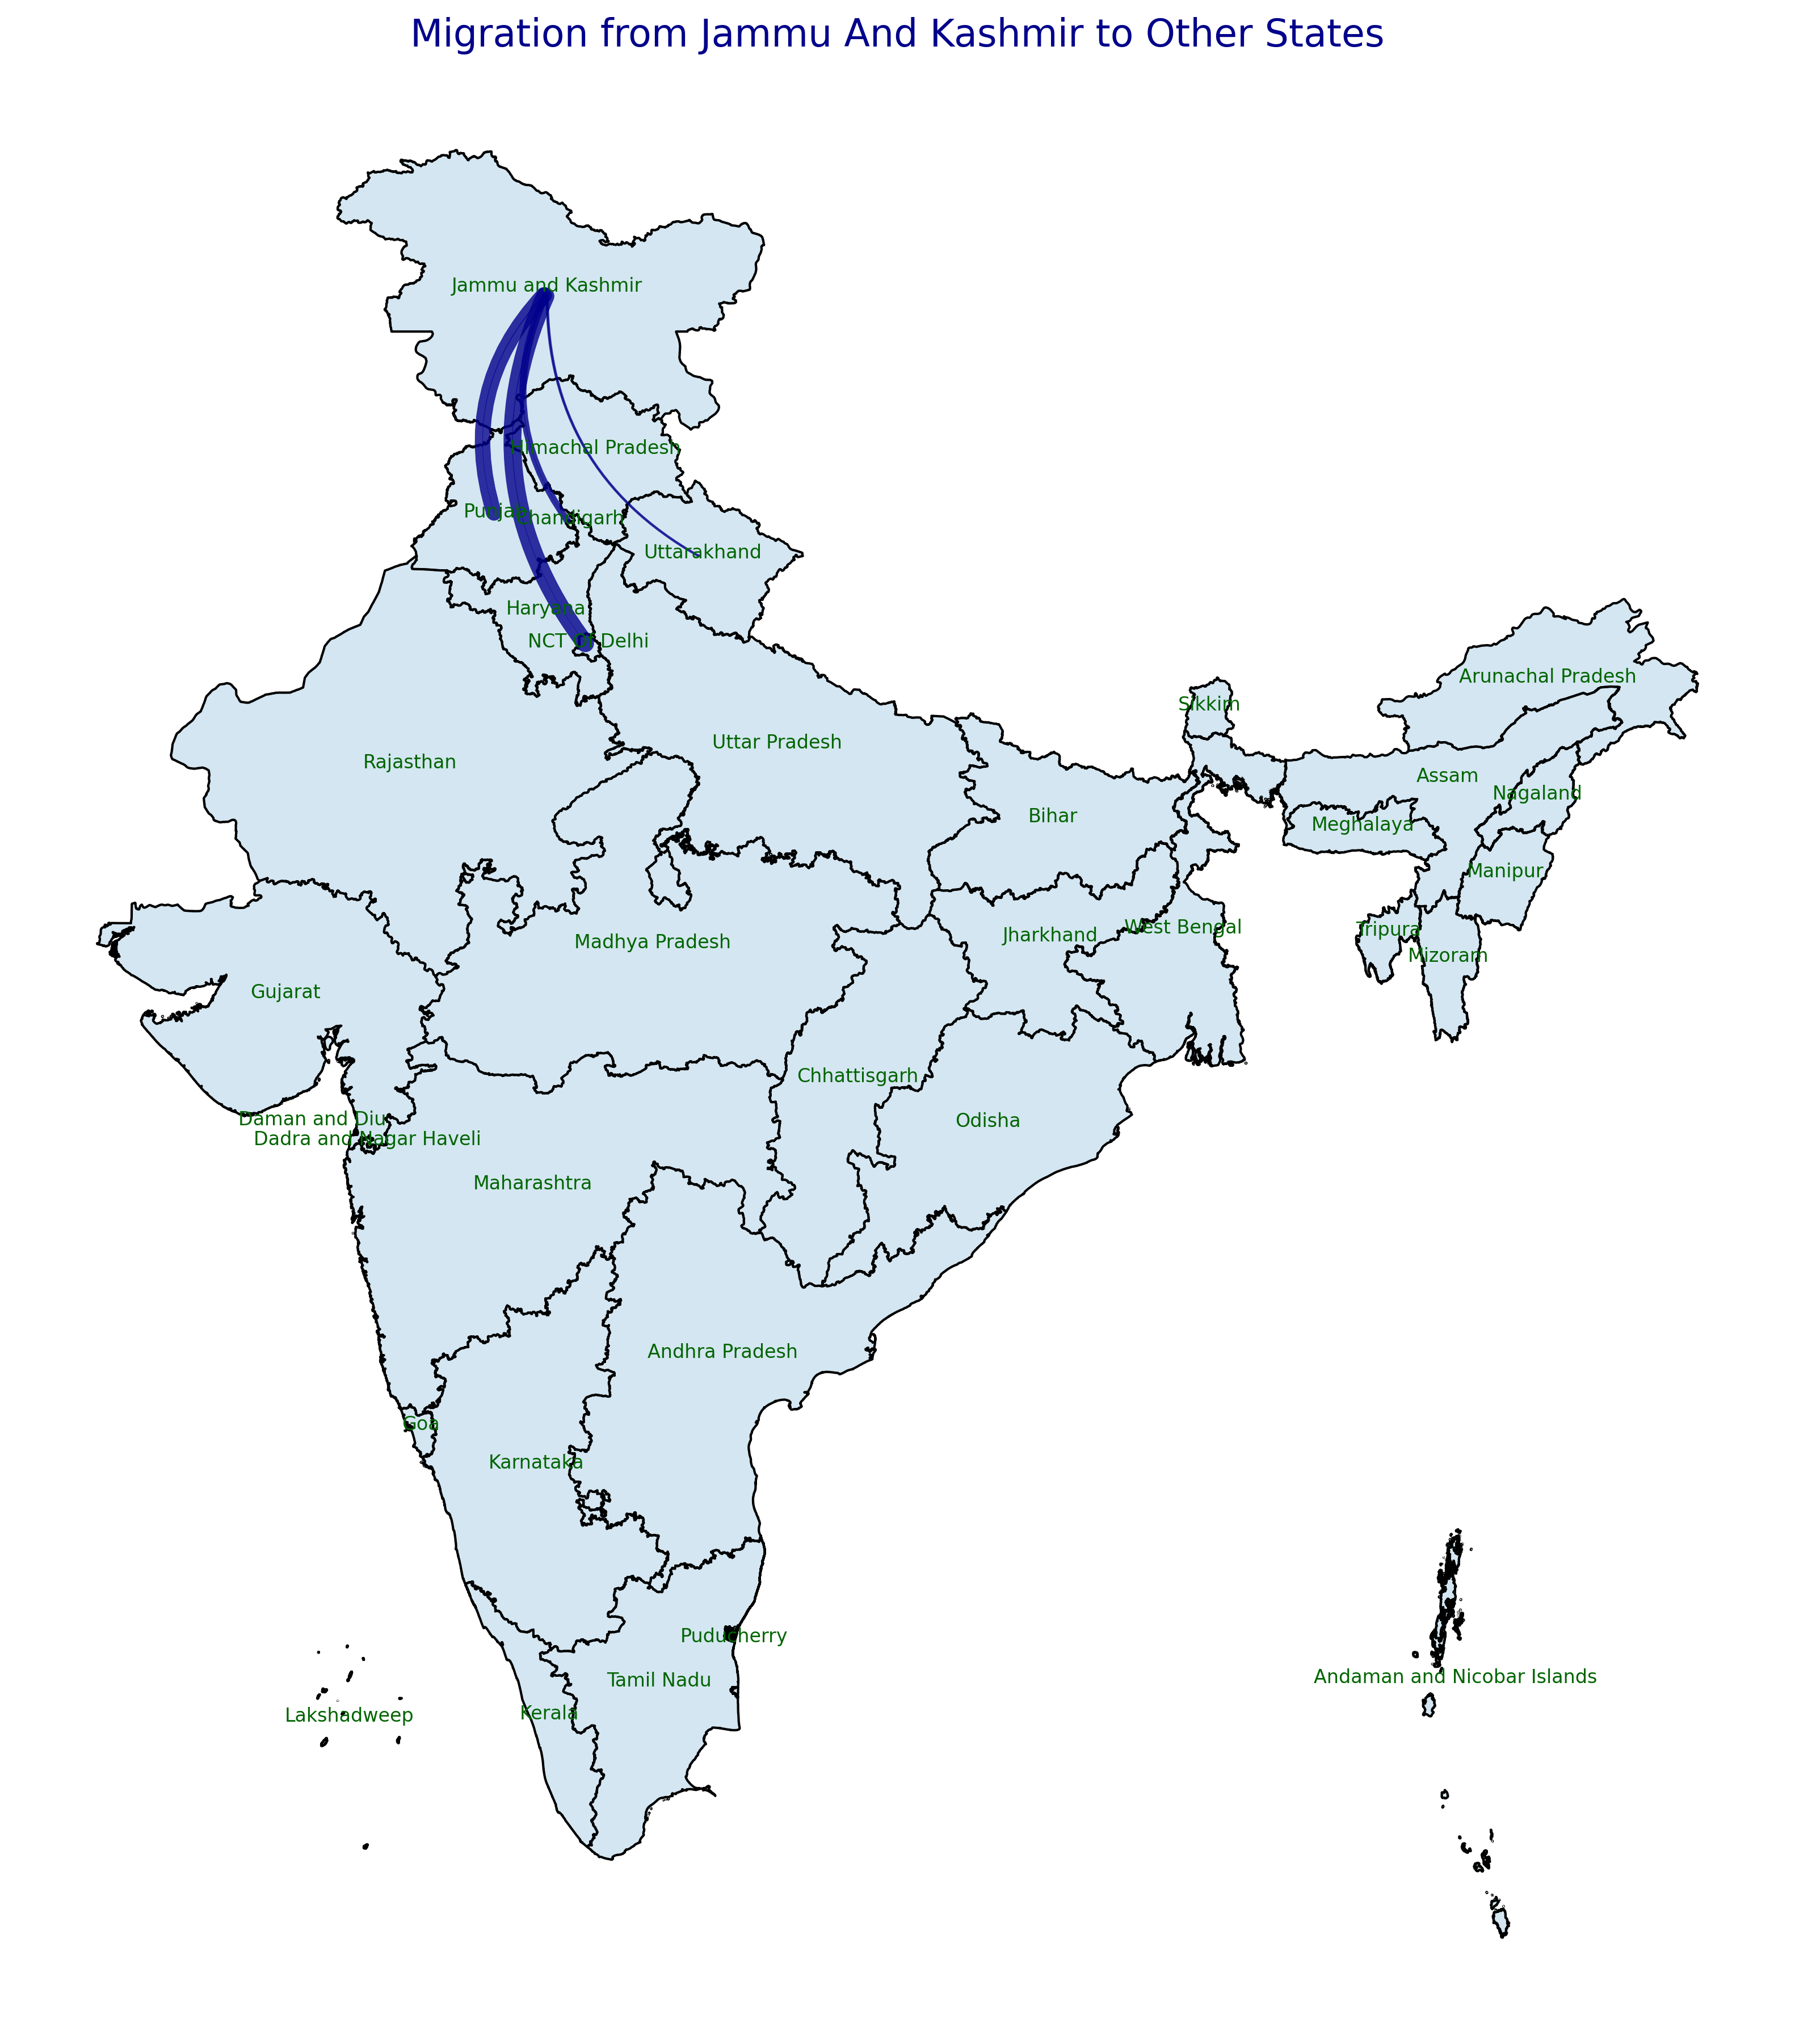 Migration from Jammu And Kashmir to Other States
Jammu and Kashmir
Himachal Pradesh
Punjab
Chandigarh
Uttarakhand
Haryana
NCT of Delhi
Arunachal Pradesh
Sikkim
Uttar Pradesh
Rajasthan
Assam
Nagaland
Bihar
Meghalaya
Manipur
West Bengal
Tripura
Jharkhand
Madhya Pradesh
Mizoram
Gujarat
Chhattisgarh
Daman and Diu
Odisha
Dadra and Nagar Haveli
Maharashtra
Andhra Pradesh
Goa
Karnataka
Puducherry
Andaman and Nicobar Islands
Tamil Nadu
Kerala
Lakshadweep